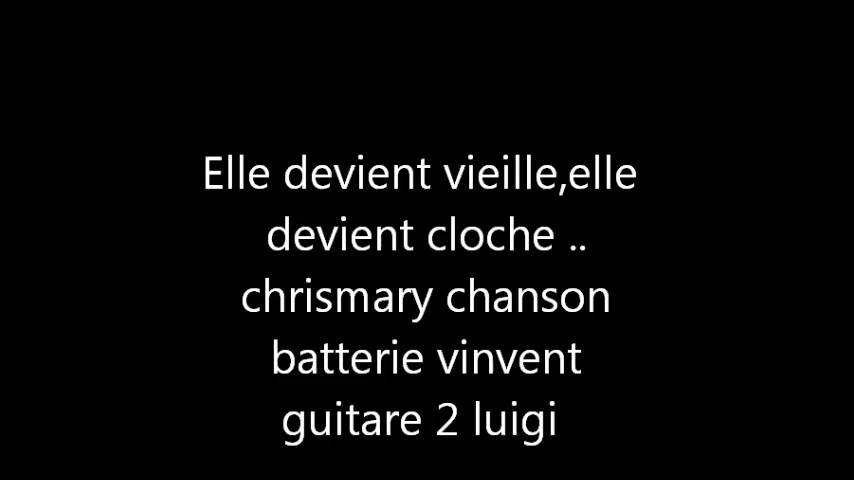 Elle devient vieille,elle
devient cloche ..
chrismary chanson
batterie vinvent
guitare 2 luigi